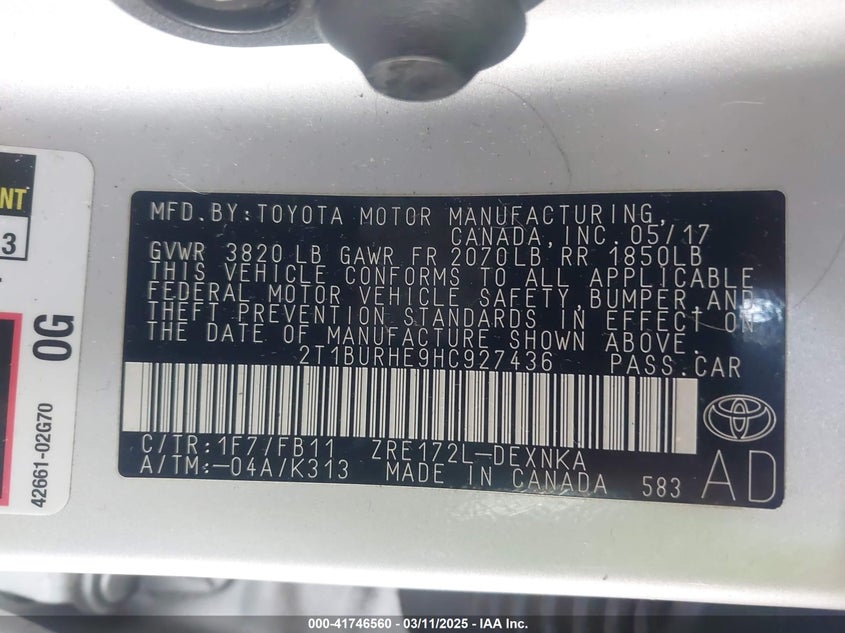 MFD.BY:TOYOTA MOTOR MANUFACTURING,
CANADA,INC.05/17
GVWR 3820 LB GAWR FR 2070LB RR 1850LB
THIS VEHICLE CONFORMS TO ALL APPLICABLE
FEDERAL MOTOR VEHICLE SAFETY,BUMPER,AND
THEFT PREVENTION STANDARDS IN EFFECT ON
THE DATE OF MANUFACTURE SHOWN ABOVE.
2T1BURHE9HC927436 PASS.CAR
C/TR:1F7/FB11 ZRE172L-DEXNKA
A/TM:-04A/K313 MADE IN CANADA 583 AD
NT
3
OG
42661-02G70
000-41746560 - 03/11/2025 - IAA Inc.